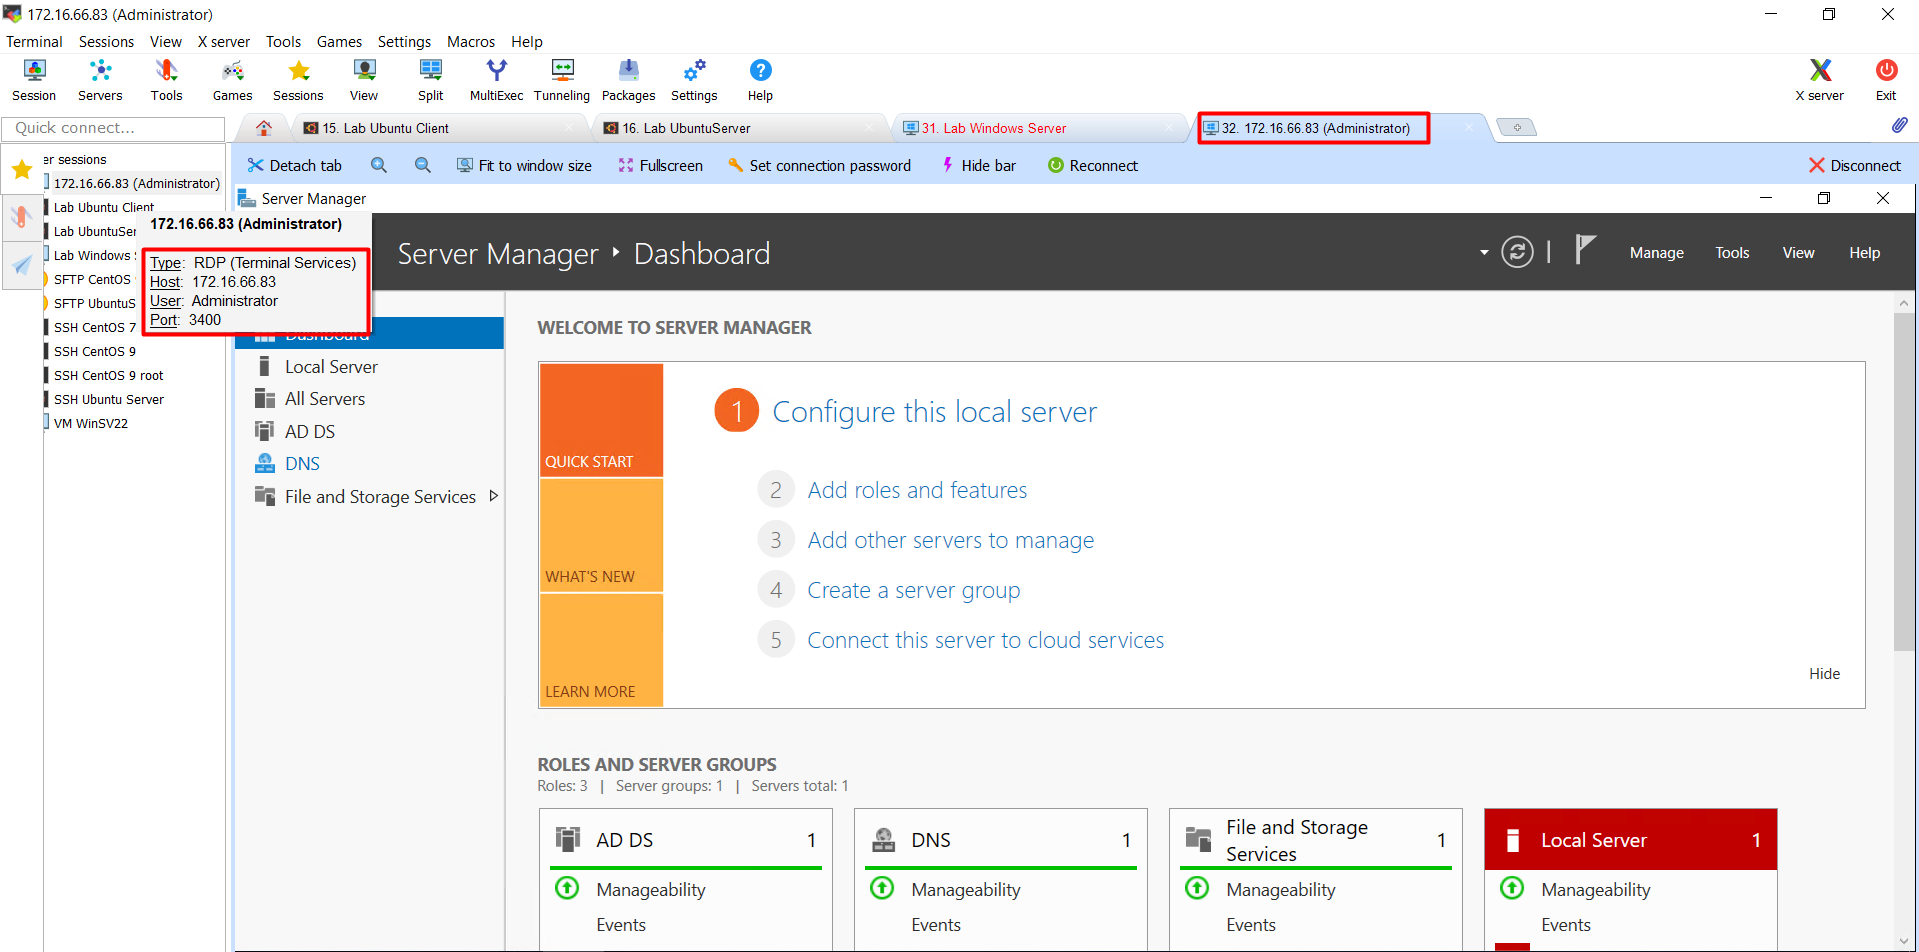 172.16.66.83 (Administrator)
Terminal Sessions View X server Tools Games Settings Macros Help
Session Servers Tools Games Sessions View Split MultiExec Tunneling Packages Settings Help X server Exit
Quick connect...
15. Lab Ubuntu Client
16. Lab UbuntuServer
31. Lab Windows Server
32. 172.16.66.83 (Administrator)
Detach tab Fit to window size Fullscreen Set connection password Hide bar Reconnect Disconnect
er sessions
172.16.66.83 (Administrator)
Lab Ubuntu Client
Lab UbuntuSer
Lab Windows
SFTP CentOS
SFTP UbuntuS
SSH CentOS 7
SSH CentOS 9
SSH CentOS 9 root
SSH Ubuntu Server
VM WinSV22
172.16.66.83 (Administrator)
Type: RDP (Terminal Services)
Host: 172.16.66.83
User: Administrator
Port: 3400
Server Manager
Server Manager ‣ Dashboard
Manage Tools View Help
Dashboard
Local Server
All Servers
AD DS
DNS
File and Storage Services
WELCOME TO SERVER MANAGER
QUICK START
WHAT'S NEW
LEARN MORE
1 Configure this local server
2 Add roles and features
3 Add other servers to manage
4 Create a server group
5 Connect this server to cloud services
Hide
ROLES AND SERVER GROUPS
Roles: 3 | Server groups: 1 | Servers total: 1
AD DS 1
Manageability
Events
DNS 1
Manageability
Events
File and Storage
Services 1
Manageability
Events
Local Server 1
Manageability
Events